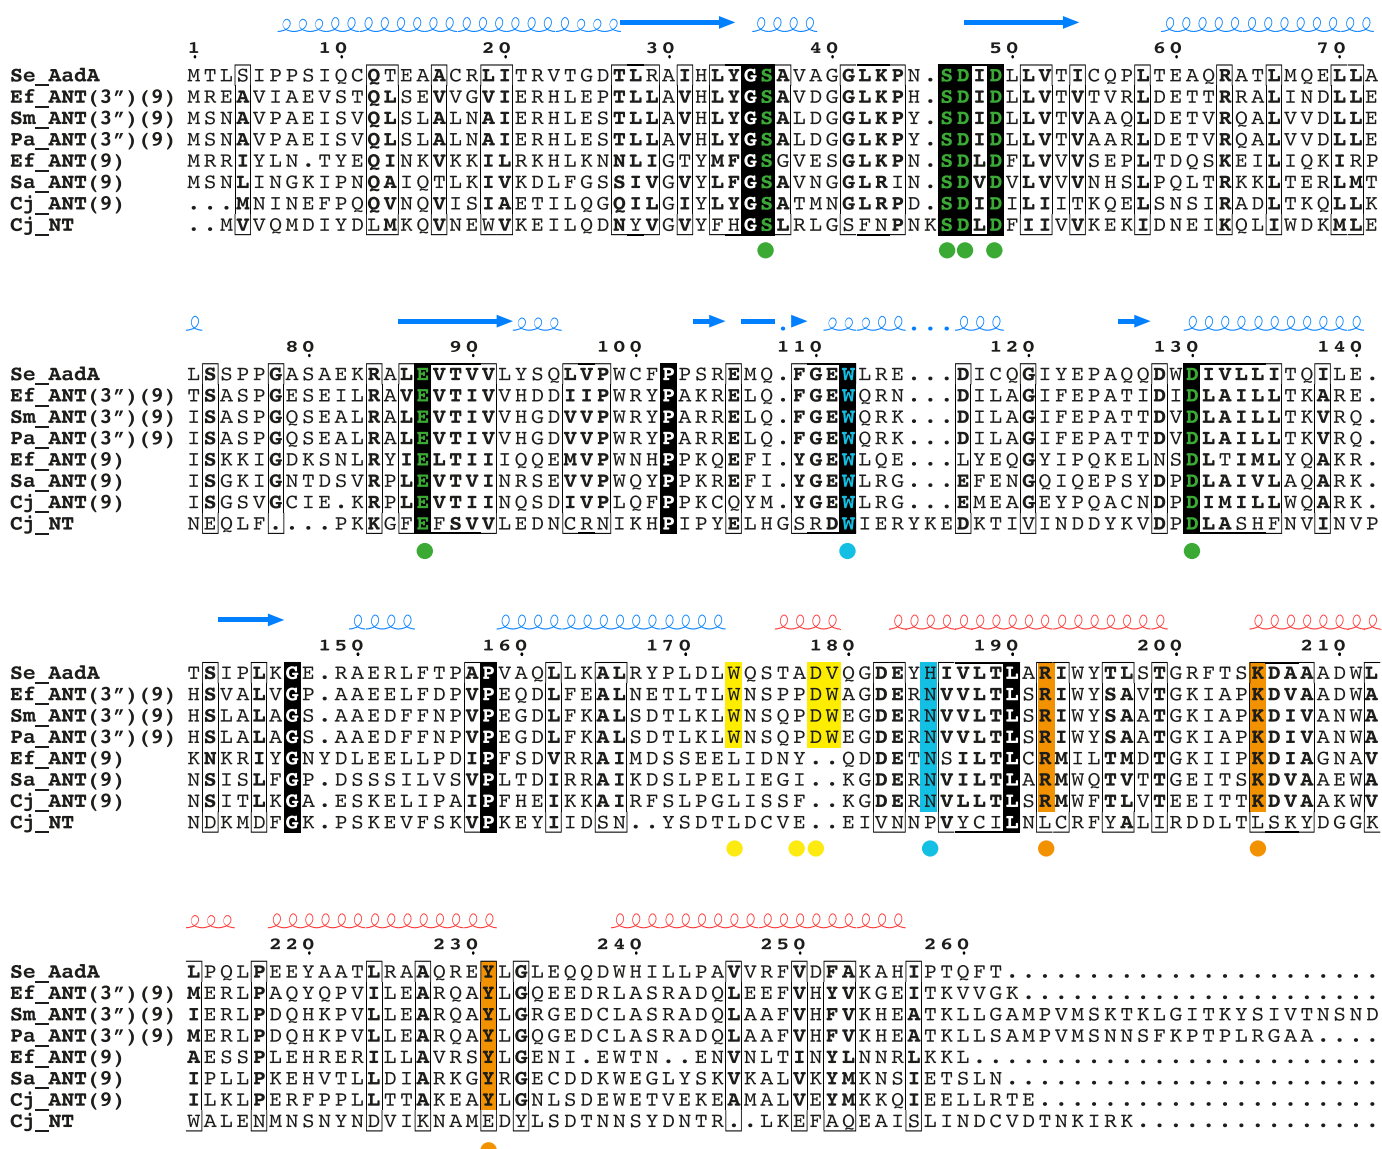 1 10 20 30 40 50 60 70
Se_AadA MTLSIPPSIQCQTEAACRLITRVTGDTLRAIHLYGSAVAGGLKPN.SDIDLLVTICQPLTEAQRATLMQELLA
Ef_ANT(3″)(9) MREAVIAEVSTQLSEVVGVIERHLEPTLLAVHLYGSAVDGGLKPH.SDIDLLVTVTVRLDETTRRALINDLLE
Sm_ANT(3″)(9) MSNAVPAEISVQLSLALNAIERHLESTLLAVHLYGSALDGGLKPY.SDIDLLVTVAAQLDETVRQALVVDLLE
Pa_ANT(3″)(9) MSNAVPAEISVQLSLALNAIERHLESTLLAVHLYGSALDGGLKPY.SDIDLLVTVAARLDETVRQALVVDLLE
Ef_ANT(9) MRRIYLN.TYEQINKVKKILRKHLKNNLIGTYMFGSGVESGLKPN.SDLDFLVVVSEPLTDQSKEILIQKIRP
Sa_ANT(9) MSNLINGKIPNQAIQTLKIVKDLFGSSIVGVYLFGSAVNGGLRIN.SDVDVLVVVNHSLPQLTRKKLTERLMT
Cj_ANT(9) ...MNINEFPQQVNQVISIAETILQGQILGIYLYGSATMNGLRPD.SDIDILIITKQELSNSIRADLTKQLLK
Cj_NT ..MVVQMDIYDLMKQVNEWVKEILQDNYVGVYFHGSLRLGSFNPNKSDLDFIIVVKEKIDNEIKQLIWDKMLE
80 90 100 110 120 130 140
Se_AadA LSSPPGASAEKRALEVTVVLYSQLVPWCFPPSREMQ.FGEWLRE...DICQGIYEPAQQDWDIVLLITQILE.
Ef_ANT(3″)(9) TSASPGESEILRAVEVTIVVHDDIIPWRYPAKRELQ.FGEWQRN...DILAGIFEPATIDIDLAILLTKARE.
Sm_ANT(3″)(9) ISASPGQSEALRALEVTIVVHGDVVPWRYPARRELQ.FGEWQRK...DILAGIFEPATTDVDLAILLTKVRQ.
Pa_ANT(3″)(9) ISASPGQSEALRALEVTIVVHGDVVPWRYPARRELQ.FGEWQRK...DILAGIFEPATTDVDLAILLTKVRQ.
Ef_ANT(9) ISKKIGDKSNLRYIELTIIIQQEMVPWNHPPKQEFI.YGEWLQE...LYEQGYIPQKELNSDLTIMLYQAKR.
Sa_ANT(9) ISGKIGNTDSVRPLEVTVINRSEVVPWQYPPKREFI.YGEWLRG...EFENGQIQEPSYDPDLAIVLAQARK.
Cj_ANT(9) ISGSVGCIE.KRPLEVTIINQSDIVPLQFPPKCQYM.YGEWLRG...EMEAGEYPQACNDPDIMILLWQARK.
Cj_NT NEQLF....PKKGFEFSVVLEDNCRNIKHPIPYELHGSRDWIERYKEDKTIVINDDYKVDPDLASHFNVINVP
150 160 170 180 190 200 210
Se_AadA TSIPLKGE.RAERLFTPAPVAQLLKALRYPLDLWQSTADVQGDEYHIVLTLARIWYTLSTGRFTSKDAAADWL
Ef_ANT(3″)(9) HSVALVGP.AAEELFDPVPEQDLFEALNETLTLWNSPPDWAGDERNVVLTLSRIWYSAVTGKIAPKDVAADWA
Sm_ANT(3″)(9) HSLALAGS.AAEDFFNPVPEGDLFKALSDTLKLWNSQPDWEGDERNVVLTLSRIWYSAATGKIAPKDIVANWA
Pa_ANT(3″)(9) HSLALAGS.AAEDFFNPVPEGDLFKALSDTLKLWNSQPDWEGDERNVVLTLSRIWYSAATGKIAPKDIVANWA
Ef_ANT(9) KNKRIYGNYDLEELLPDIPFSDVRRAIMDSSEELIDNY..QDDETNSILTLCRMILTMDTGKIIPKDIAGNAV
Sa_ANT(9) NSISLFGP.DSSSILVSVPLTDIRRAIKDSLPELIEGI..KGDERNVILTLARMWQTVTTGEITSKDVAAEWA
Cj_ANT(9) NSITLKGA.ESKELIPAIPFHEIKKAIRFSLPGLISSF..KGDERNVLLTLSRMWFTLVTEEITTKDVAAKWV
Cj_NT NDKMDFGK.PSKEVFSKVPKEYIIDSN..YSDTLDCVE..EIVNNPVYCILNLCRFYALIRDDLTLSKYDGGK
220 230 240 250 260
Se_AadA LPQLPEEYAATLRAAQREYLGLEQQDWHILLPAVVRFVDFAKAHIPTQFT.......................
Ef_ANT(3″)(9) MERLPAQYQPVILEARQAYLGQEEDRLASRADQLEEFVHYVKGEITKVVGK......................
Sm_ANT(3″)(9) IERLPDQHKPVLLEARQAYLGRGEDCLASRADQLAAFVHFVKHEATKLLGAMPVMSKTKLGITKYSIVTNSND
Pa_ANT(3″)(9) MERLPDQHKPVLLEARQAYLGQGEDCLASRADQLAAFVHFVKHEATKLLSAMPVMSNNSFKPTPLRGAA....
Ef_ANT(9) AESSPLEHRERILLAVRSYLGENI.EWTN..ENVNLTINYLNNRLKKL.........................
Sa_ANT(9) IPLLPKEHVTLLDIARKGYRGECDDKWEGLYSKVKALVKYMKNSIETSLN.......................
Cj_ANT(9) ILKLPERFPPLLTTAKEAYLGNLSDEWETVEKEAMALVEYMKKQIEELLRTE.....................
Cj_NT WALENMNSNYNDVIKNAMEDYLSDTNNSYDNTR..LKEFAQEAISLINDCVDTNKIRK...............